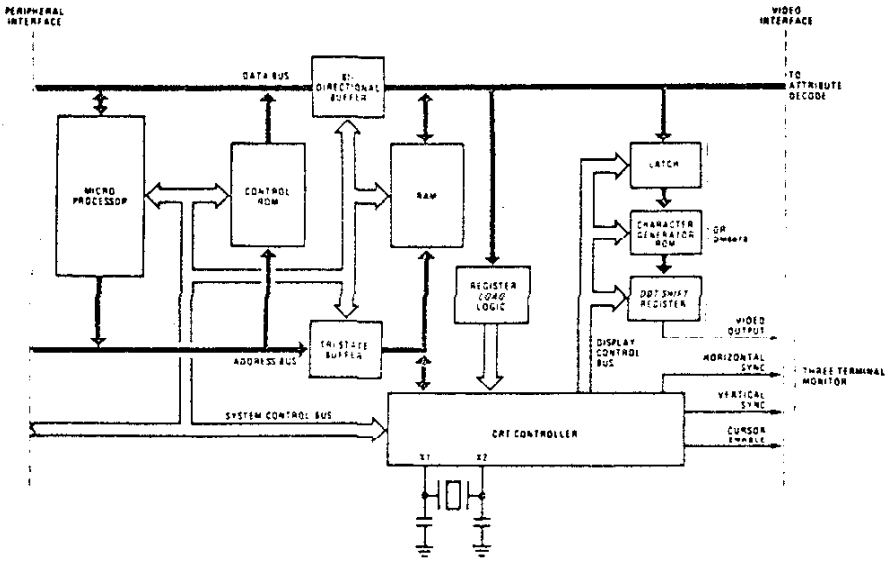 PERIPHERAL
INTERFACE
VIDEO
INTERFACE
DATA BUS
BI-
DIRECTIONAL
BUFFER
TO
ATTRIBUTE
DECODE
MICRO
PROCESSOR
CONTROL
ROM
RAM
LATCH
CHARACTER
GENERATOR
ROM
OR
REGISTER
LOAD
LOGIC
DOT SHIFT
REGISTER
VIDEO
OUTPUT
TRISTATE
BUFFER
ADDRESS BUS
DISPLAY
CONTROL
BUS
HORIZONTAL
SYNC
THREE TERMINAL
MONITOR
VERTICAL
SYNC
SYSTEM CONTROL BUS
CRT CONTROLLER
CURSOR
ENABLE
X1
X2